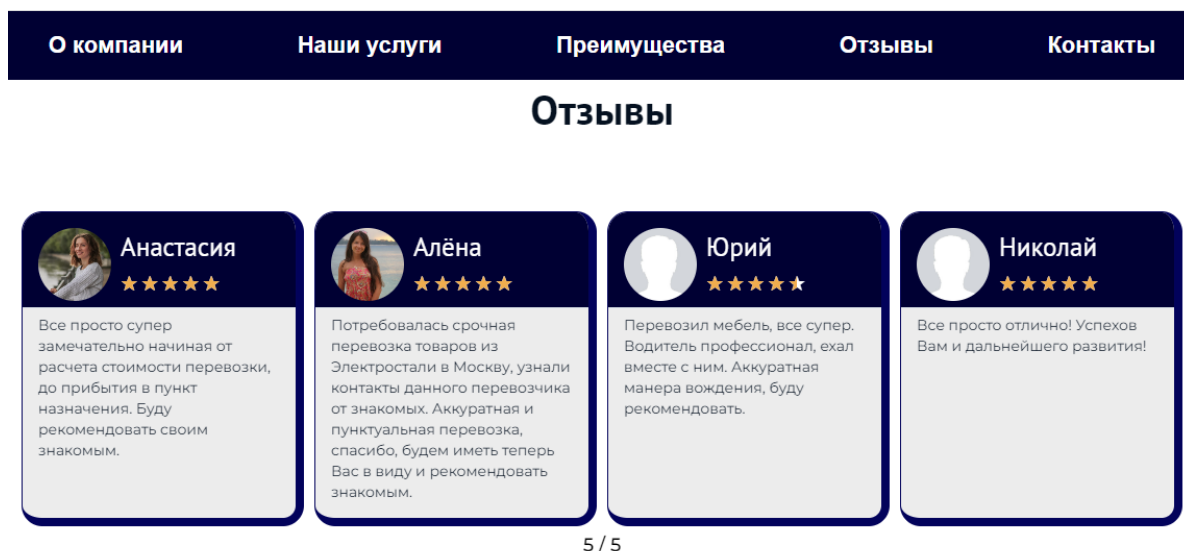 О компании Наши услуги Преимущества Отзывы Контакты
Отзывы
Анастасия
Все просто супер
замечательно начиная от
расчета стоимости перевозки,
до прибытия в пункт
назначения. Буду
рекомендовать своим
знакомым.
Алёна
Потребовалась срочная
перевозка товаров из
Электростали в Москву, узнали
контакты данного перевозчика
от знакомых. Аккуратная и
пунктуальная перевозка,
спасибо, будем иметь теперь
Вас в виду и рекомендовать
знакомым.
Юрий
Перевозил мебель, все супер.
Водитель профессионал, ехал
вместе с ним. Аккуратная
манера вождения, буду
рекомендовать.
Николай
Все просто отлично! Успехов
Вам и дальнейшего развития!
5 / 5